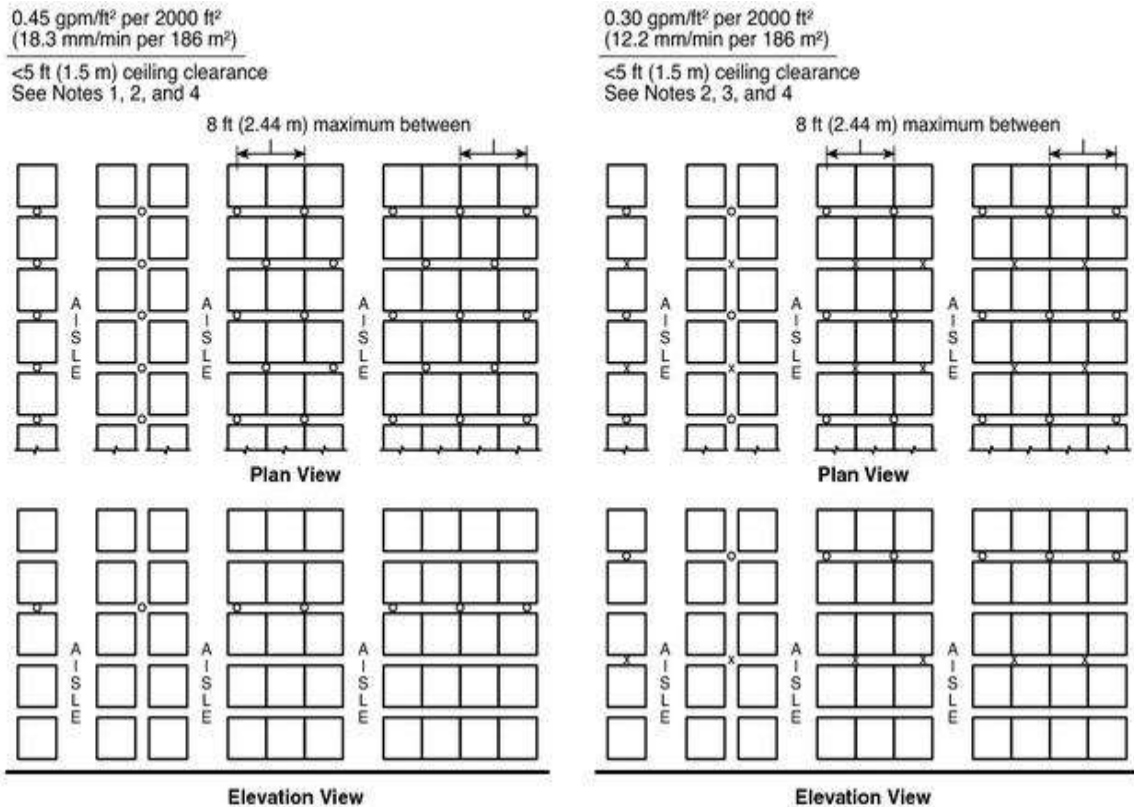 0.45 gpm/ft² per 2000 ft²
(18.3 mm/min per 186 m²)
<5 ft (1.5 m) ceiling clearance
See Notes 1, 2, and 4
8 ft (2.44 m) maximum between
AISLE
AISLE
AISLE
Plan View
AISLE
AISLE
AISLE
Elevation View
0.30 gpm/ft² per 2000 ft²
(12.2 mm/min per 186 m²)
<5 ft (1.5 m) ceiling clearance
See Notes 2, 3, and 4
8 ft (2.44 m) maximum between
x x x x x x
x x x x x x
AISLE
AISLE
AISLE
Plan View
x x x x x x
AISLE
AISLE
AISLE
Elevation View